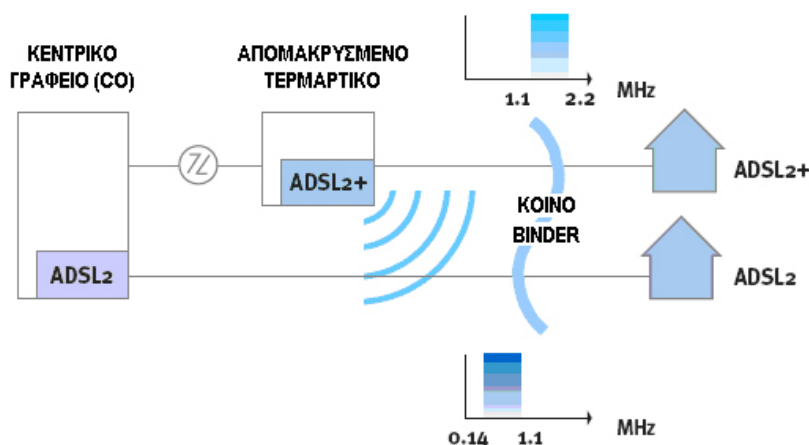 ΚΕΝΤΡΙΚΟ
ΓΡΑΦΕΙΟ (CO)
ΑΠΟΜΑΚΡΥΣΜΕΝΟ
ΤΕΡΜΑΡΤΙΚΟ
1.1 2.2 MHz
ADSL2+
ADSL2+
ΚΟΙΝΟ
BINDER
ADSL2
ADSL2
0.14 1.1 MHz